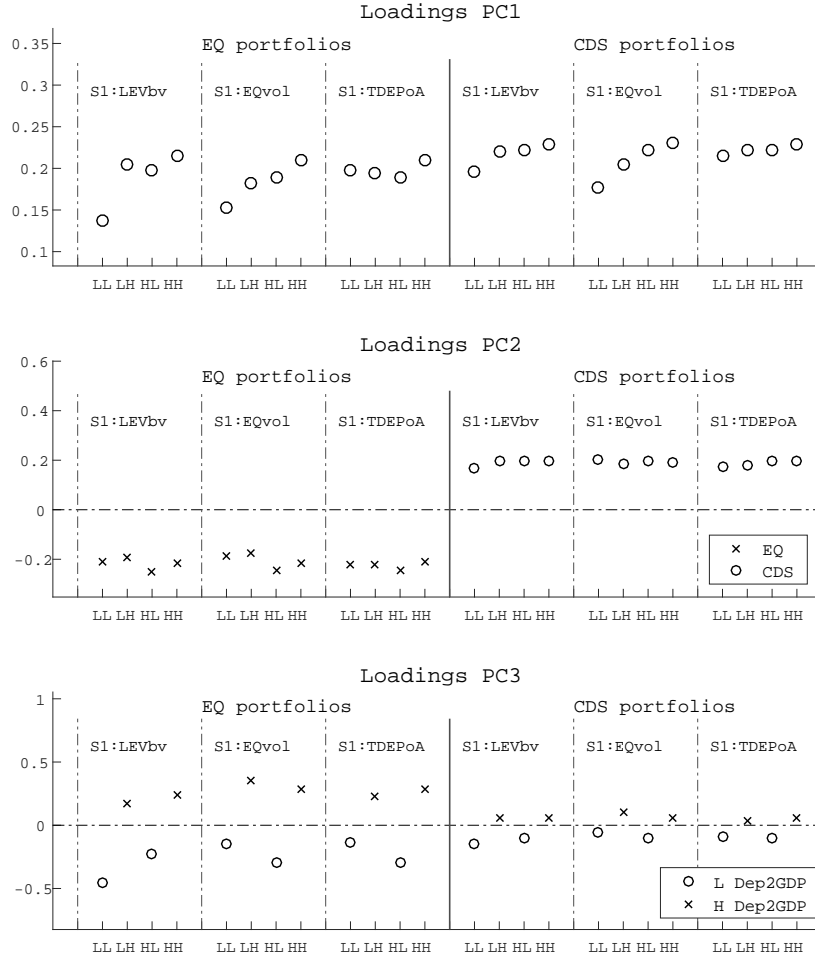 Loadings PC1
EQ portfolios CDS portfolios
S1:LEVbv S1:EQvol S1:TDEPoA S1:LEVbv S1:EQvol S1:TDEPoA
0.35
0.3
0.25
0.2
0.15
0.1
LL LH HL HH LL LH HL HH LL LH HL HH LL LH HL HH LL LH HL HH LL LH HL HH
Loadings PC2
EQ portfolios CDS portfolios
S1:LEVbv S1:EQvol S1:TDEPoA S1:LEVbv S1:EQvol S1:TDEPoA
0.6
0.4
0.2
0
-0.2
EQ
CDS
LL LH HL HH LL LH HL HH LL LH HL HH LL LH HL HH LL LH HL HH LL LH HL HH
Loadings PC3
EQ portfolios CDS portfolios
S1:LEVbv S1:EQvol S1:TDEPoA S1:LEVbv S1:EQvol S1:TDEPoA
1
0.5
0
-0.5
L Dep2GDP
H Dep2GDP
LL LH HL HH LL LH HL HH LL LH HL HH LL LH HL HH LL LH HL HH LL LH HL HH